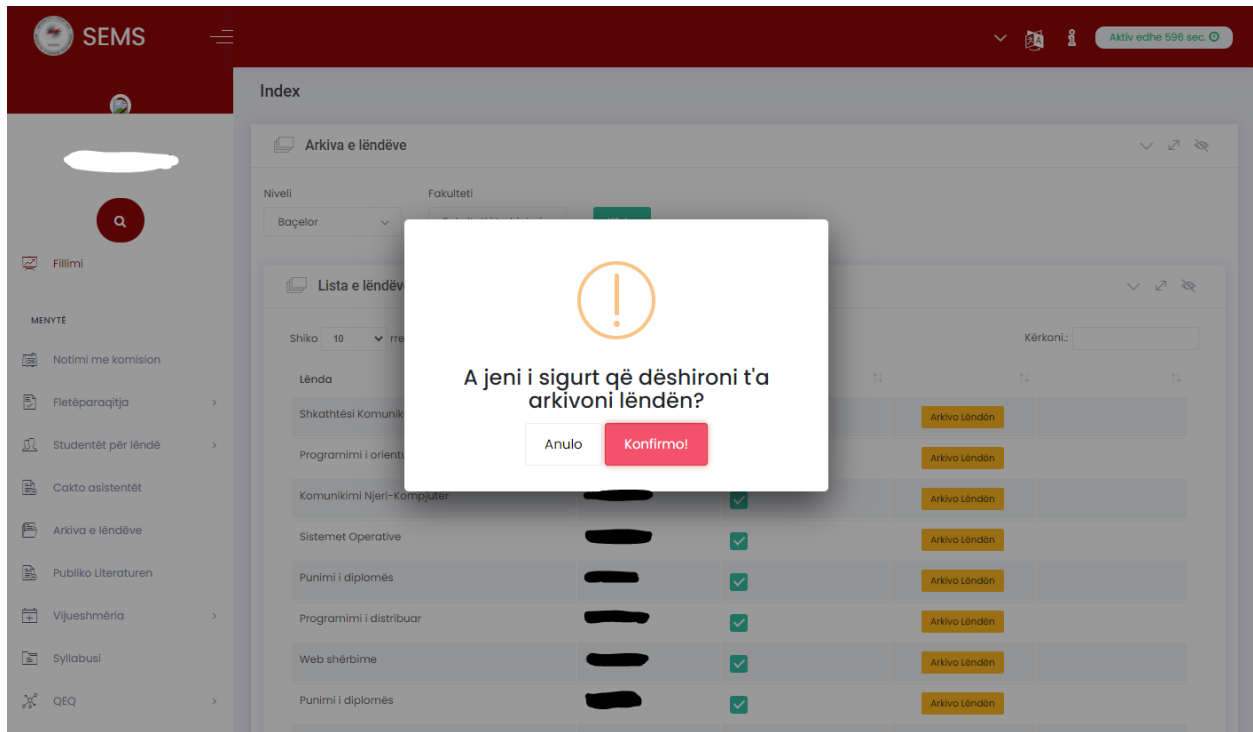 SEMS
Aktiv edhe 596 sec.
Index
Arkiva e lëndëve
Niveli
Fakulteti
Baçelor
Fillimi
Lista e lëndëv
MENYTË
Shiko 10 rre
Kërkoni.:
Notimi me komision
Lënda
A jeni i sigurt që dëshironi t'a
arkivoni lëndën?
Fletëparaqitja
Shkathtësi Komunik
Arkivo Lëndën
Anulo
Konfirmo!
Studentët për lëndë
Programimi i orientu
Arkivo Lëndën
Cakto asistentët
Komunikimi Njeri-Kompjuter
Arkivo Lëndën
Arkiva e lëndëve
Sistemet Operative
Arkivo Lëndën
Publiko Literaturen
Punimi i diplomës
Arkivo Lëndën
Vijueshmëria
Programimi i distribuar
Arkivo Lëndën
Syllabusi
Web shërbime
Arkivo Lëndën
QEQ
Punimi i diplomës
Arkivo Lëndën